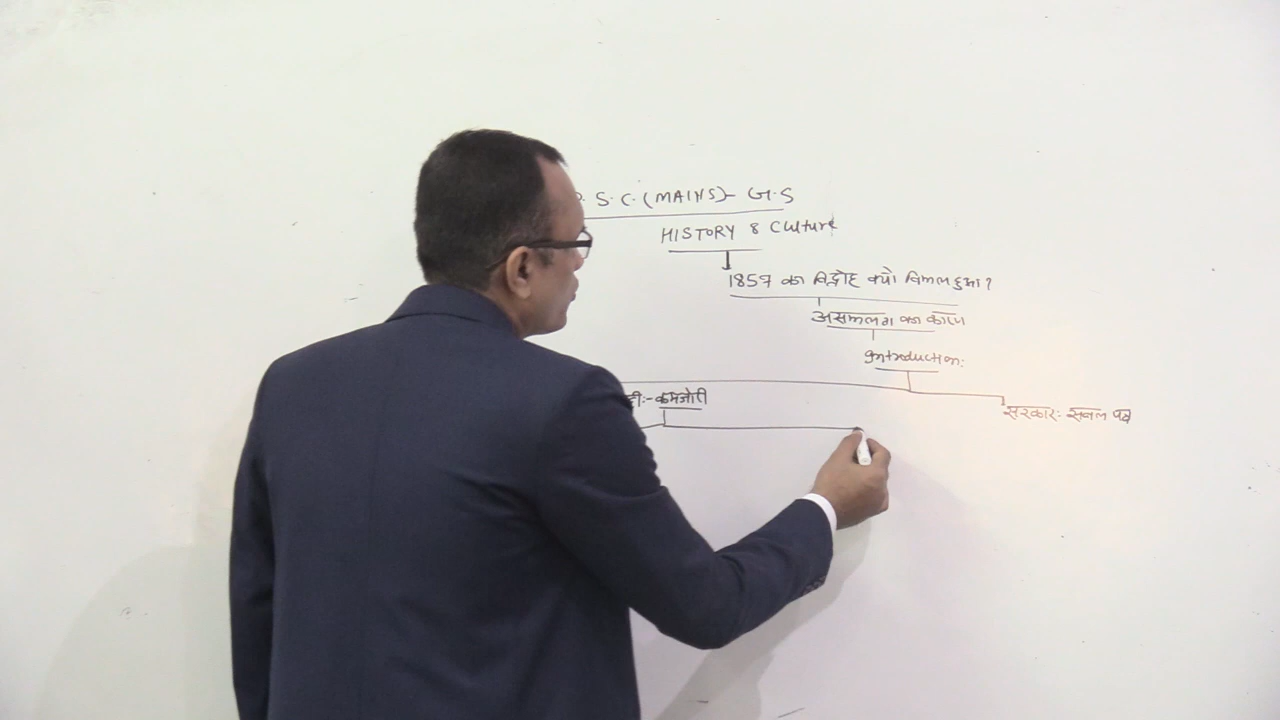 S.C.(MAINS)- G.S
HISTORY & Culture
1857 का विद्रोह क्यों विफल हुआ?
असफलता का कारण
Introduction:
कमजोरी
सरकार: सबल पक्ष